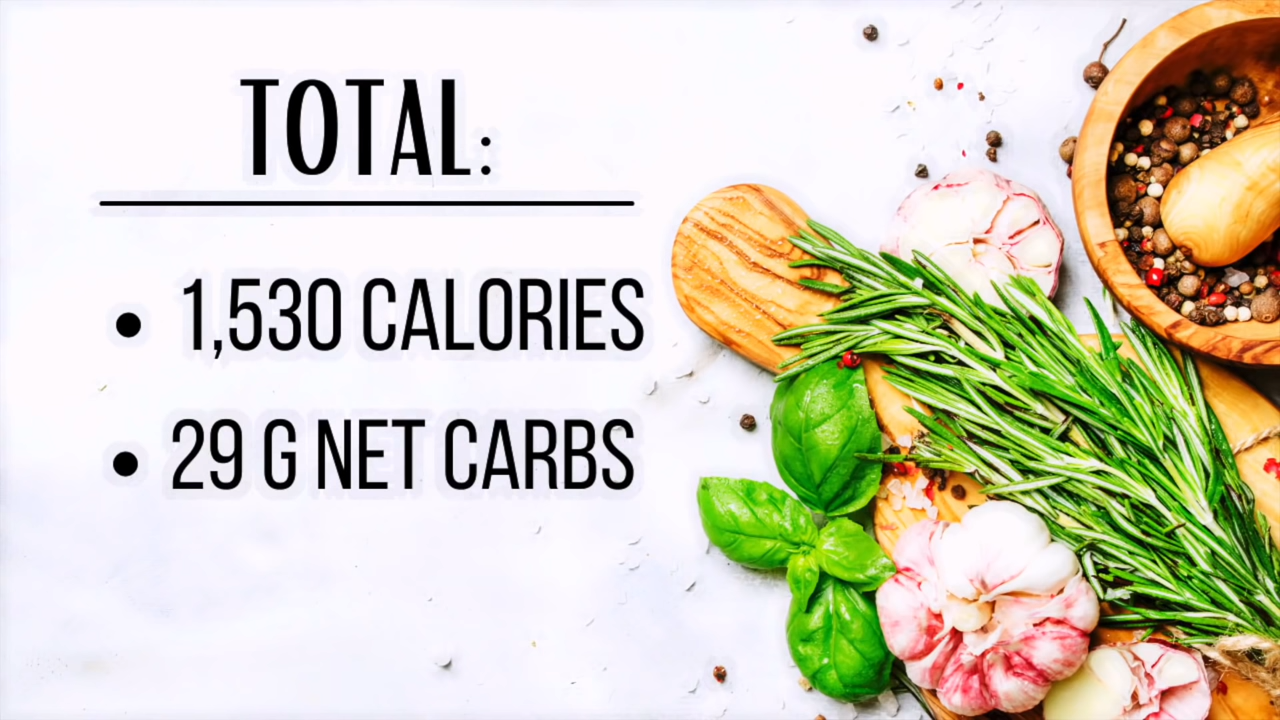 TOTAL:
• 1,530 CALORIES
• 29 G NET CARBS